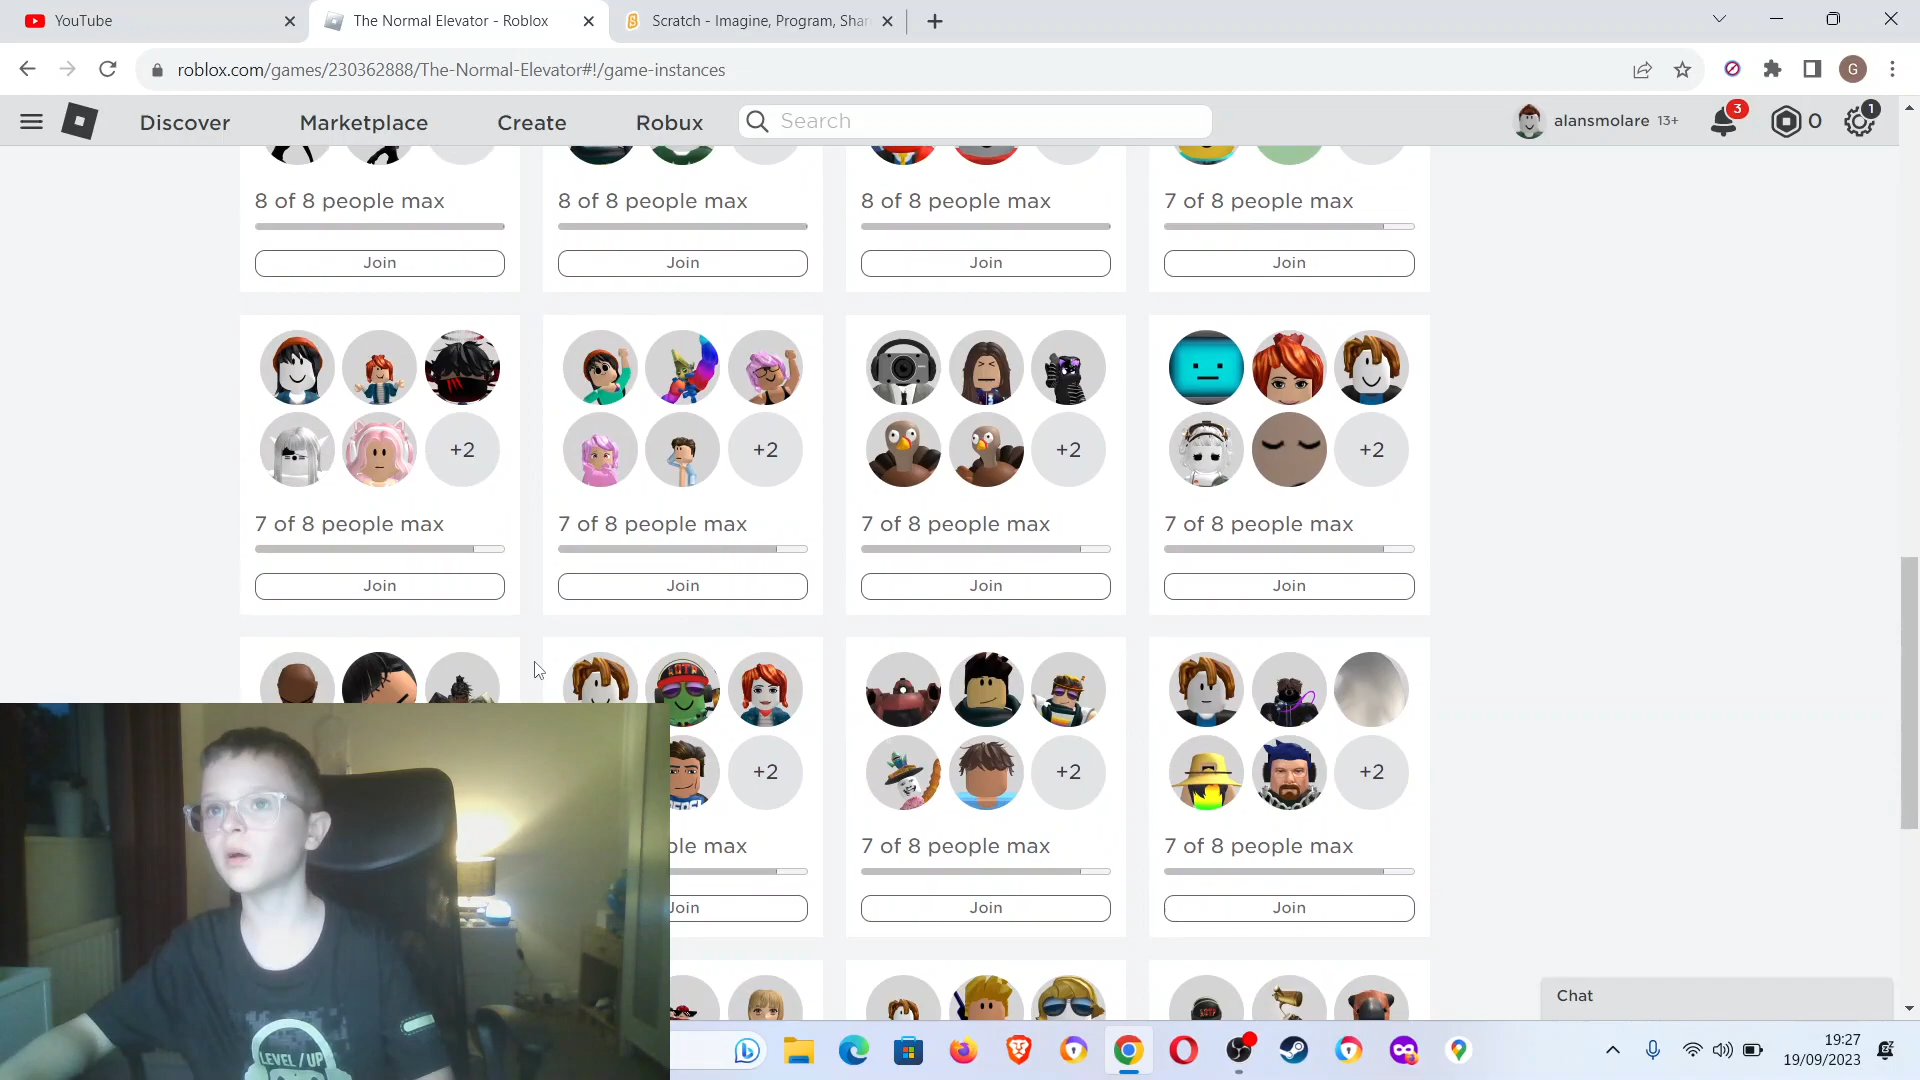 YouTube
The Normal Elevator - Roblox
Scratch - Imagine, Program, Shar
roblox.com/games/230362888/The-Normal-Elevator#!/game-instances
G
Discover
Marketplace
Create
Robux
Search
alansmolare 13+
3
0
1
8 of 8 people max
8 of 8 people max
8 of 8 people max
7 of 8 people max
Join
Join
Join
Join
+2
+2
+2
+2
7 of 8 people max
7 of 8 people max
7 of 8 people max
7 of 8 people max
Join
Join
Join
Join
+2
+2
+2
ple max
7 of 8 people max
7 of 8 people max
Join
Join
Join
Chat
LEVEL/UP
19:27
19/09/2023